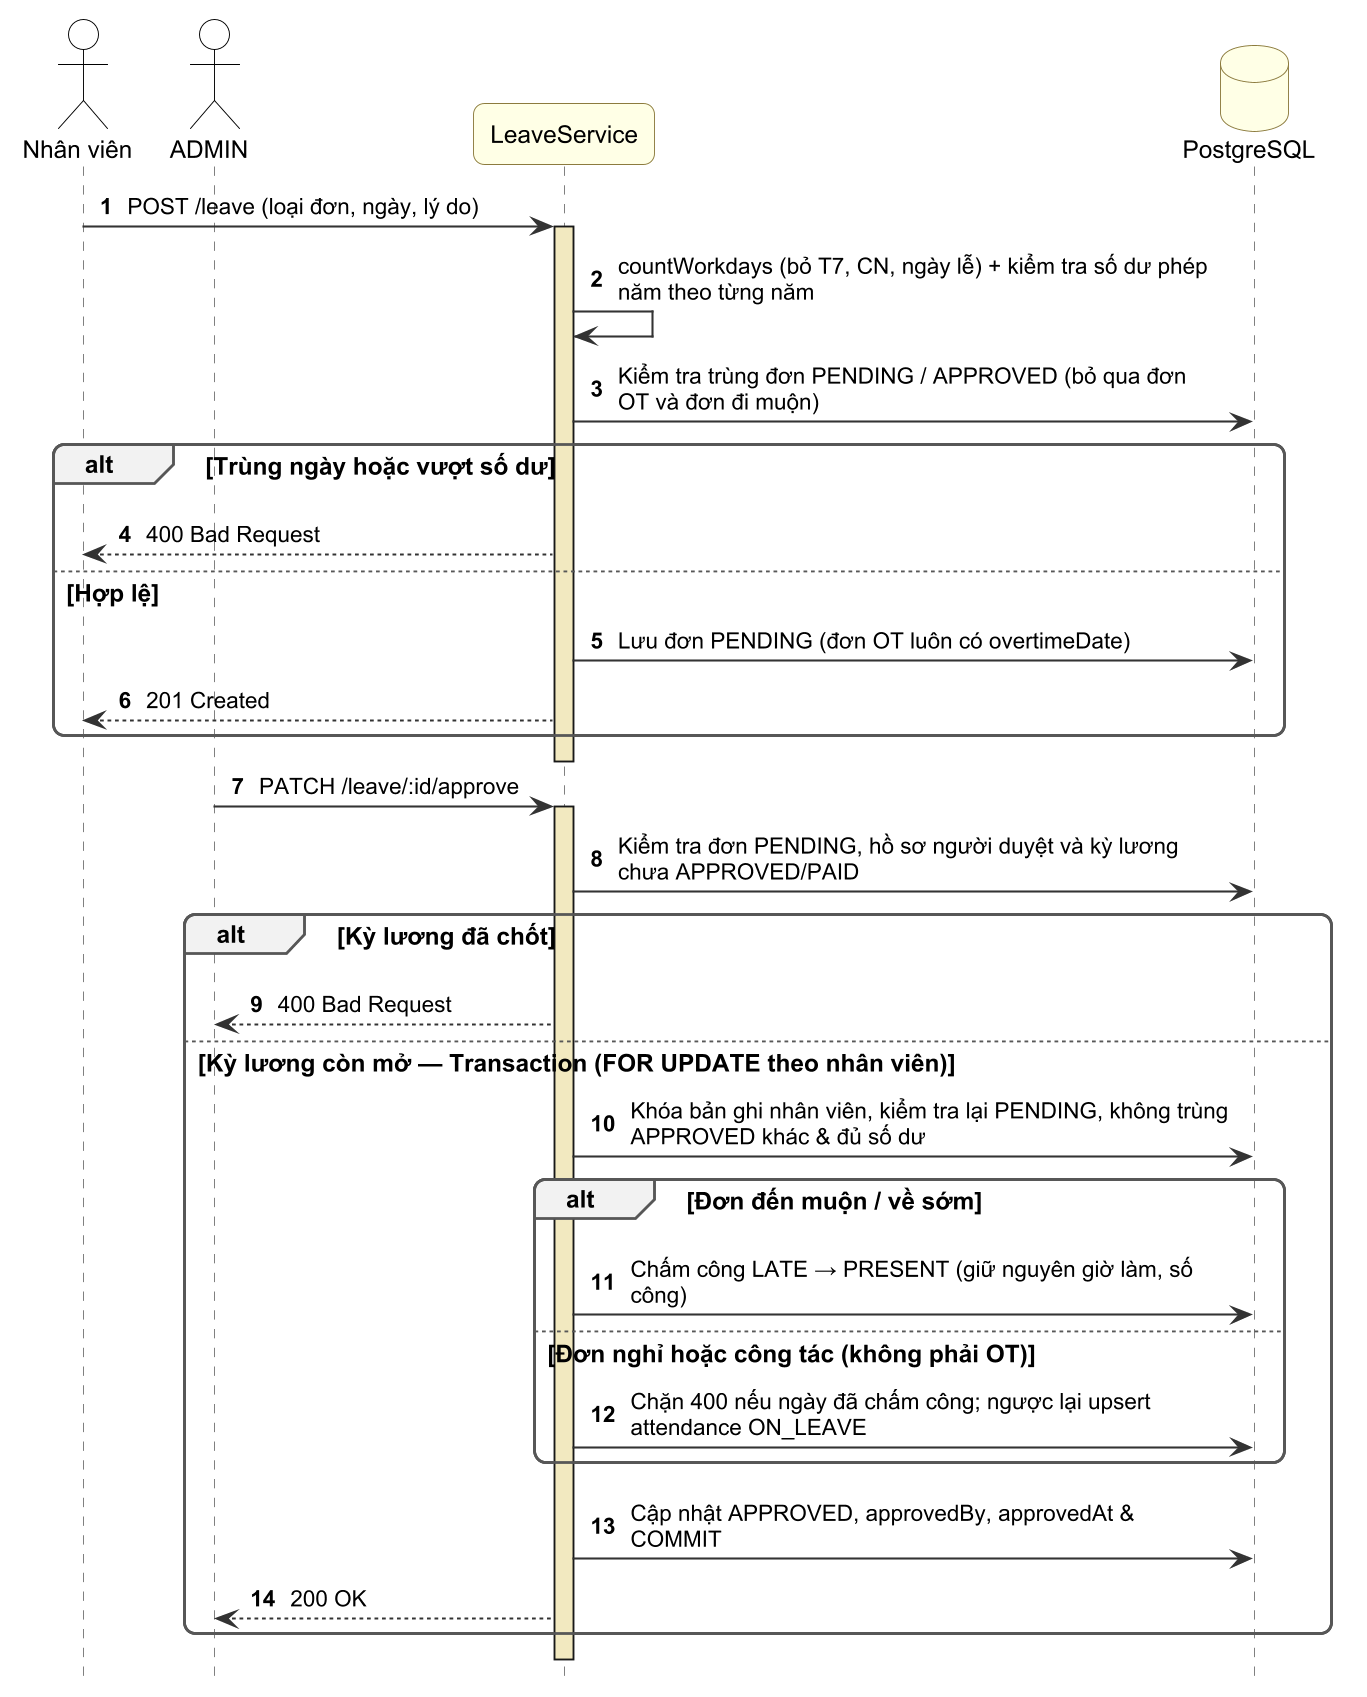 Nhân viên
ADMIN
LeaveService
PostgreSQL
1 POST /leave (loại đơn, ngày, lý do)
2 countWorkdays (bỏ T7, CN, ngày lễ) + kiểm tra số dư phép
năm theo từng năm
3 Kiểm tra trùng đơn PENDING / APPROVED (bỏ qua đơn
OT và đơn đi muộn)
alt [Trùng ngày hoặc vượt số dư]
4 400 Bad Request
[Hợp lệ]
5 Lưu đơn PENDING (đơn OT luôn có overtimeDate)
6 201 Created
7 PATCH /leave/:id/approve
8 Kiểm tra đơn PENDING, hồ sơ người duyệt và kỳ lương
chưa APPROVED/PAID
alt [Kỳ lương đã chốt]
9 400 Bad Request
[Kỳ lương còn mở — Transaction (FOR UPDATE theo nhân viên)]
10 Khóa bản ghi nhân viên, kiểm tra lại PENDING, không trùng
APPROVED khác & đủ số dư
alt [Đơn đến muộn / về sớm]
11 Chấm công LATE → PRESENT (giữ nguyên giờ làm, số
công)
[Đơn nghỉ hoặc công tác (không phải OT)]
12 Chặn 400 nếu ngày đã chấm công; ngược lại upsert
attendance ON_LEAVE
13 Cập nhật APPROVED, approvedBy, approvedAt &
COMMIT
14 200 OK